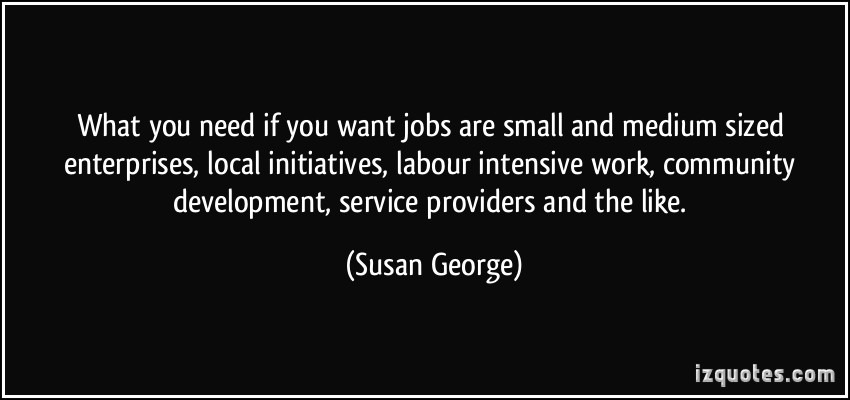 What you need if you want jobs are small and medium sized
enterprises, local initiatives, labour intensive work, community
development, service providers and the like.
(Susan George)
izquotes.com